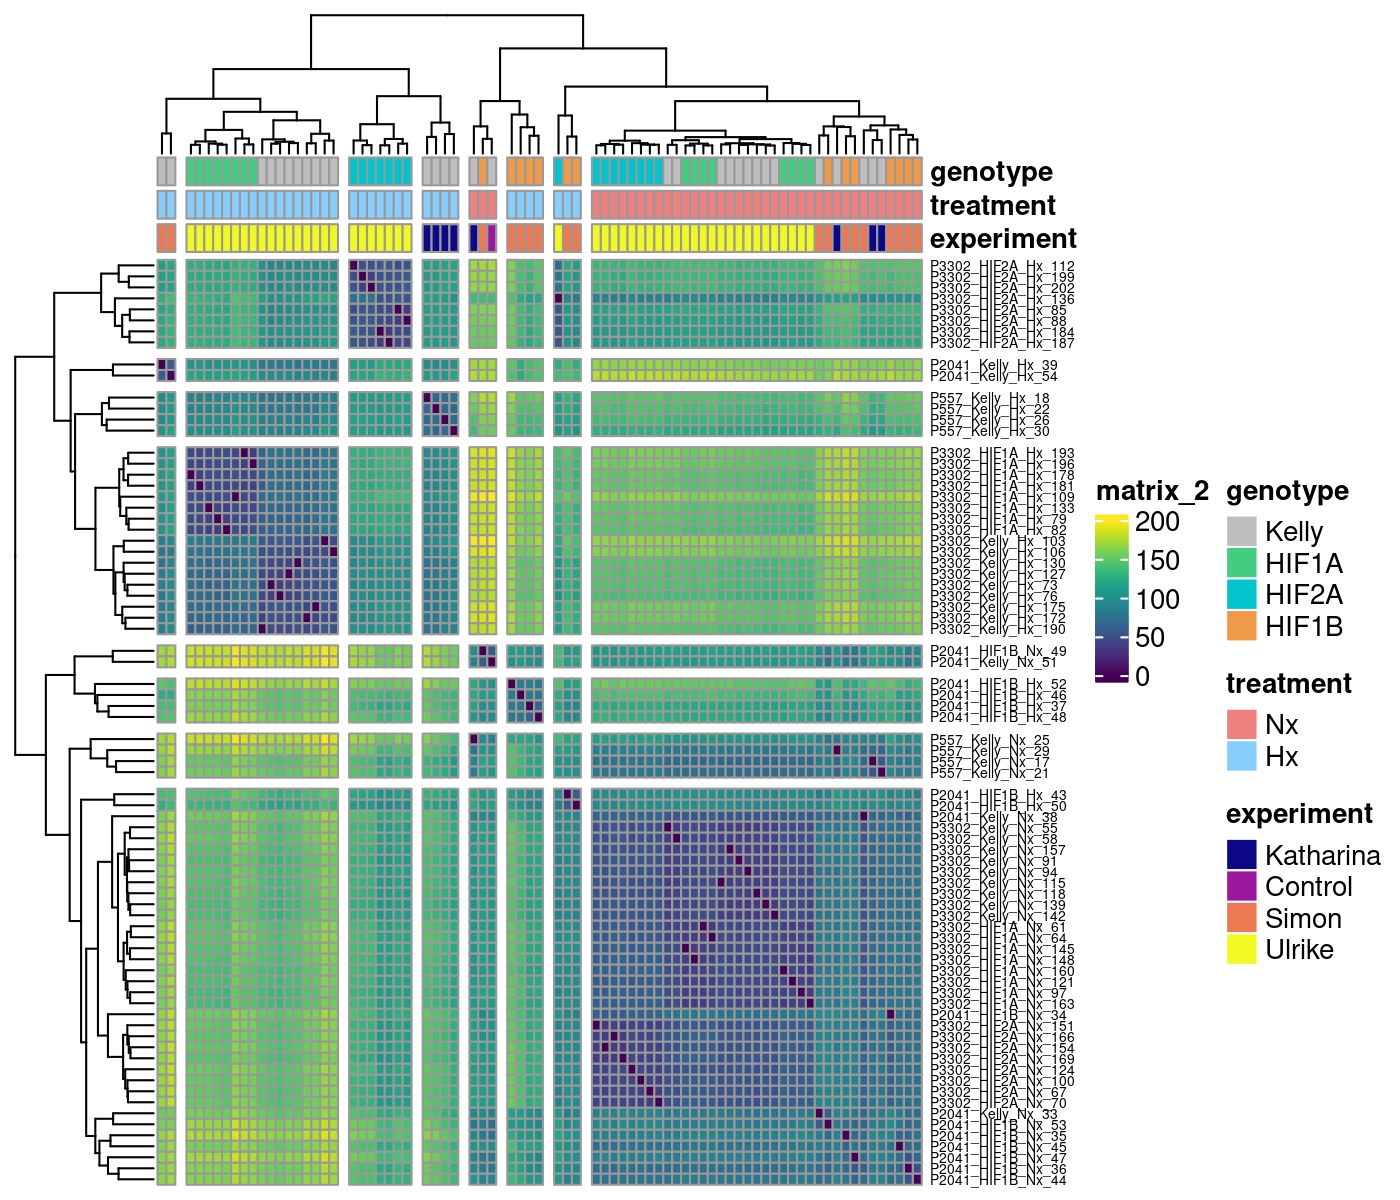 genotype
treatment
experiment
P3302_HIF2A_Hx_112
P3302_HIF2A_Hx_199
P3302_HIF2A_Hx_202
P3302_HIF2A_Hx_136
P3302_HIF2A_Hx_85
P3302_HIF2A_Hx_88
P3302_HIF2A_Hx_184
P3302_HIF2A_Hx_187
P2041_Kelly_Hx_39
P2041_Kelly_Hx_54
P557_Kelly_Hx_18
P557_Kelly_Hx_22
P557_Kelly_Hx_26
P557_Kelly_Hx_30
P3302_HIF1A_Hx_193
P3302_HIF1A_Hx_196
P3302_HIF1A_Hx_178
P3302_HIF1A_Hx_181
P3302_HIF1A_Hx_109
P3302_HIF1A_Hx_133
P3302_HIF1A_Hx_79
P3302_HIF1A_Hx_82
P3302_Kelly_Hx_103
P3302_Kelly_Hx_106
P3302_Kelly_Hx_130
P3302_Kelly_Hx_127
P3302_Kelly_Hx_73
P3302_Kelly_Hx_76
P3302_Kelly_Hx_175
P3302_Kelly_Hx_172
P3302_Kelly_Hx_190
P2041_HIF1B_Nx_49
P2041_Kelly_Nx_51
P2041_HIF1B_Hx_52
P2041_HIF1B_Hx_46
P2041_HIF1B_Hx_37
P2041_HIF1B_Hx_48
P557_Kelly_Nx_25
P557_Kelly_Nx_29
P557_Kelly_Nx_17
P557_Kelly_Nx_21
P2041_HIF1B_Hx_43
P2041_HIF1B_Hx_50
P2041_Kelly_Nx_38
P3302_Kelly_Nx_55
P3302_Kelly_Nx_58
P3302_Kelly_Nx_157
P3302_Kelly_Nx_91
P3302_Kelly_Nx_94
P3302_Kelly_Nx_115
P3302_Kelly_Nx_118
P3302_Kelly_Nx_139
P3302_Kelly_Nx_142
P3302_HIF1A_Nx_61
P3302_HIF1A_Nx_64
P3302_HIF1A_Nx_145
P3302_HIF1A_Nx_148
P3302_HIF1A_Nx_160
P3302_HIF1A_Nx_121
P3302_HIF1A_Nx_97
P3302_HIF1A_Nx_163
P2041_HIF1B_Nx_34
P3302_HIF2A_Nx_151
P3302_HIF2A_Nx_166
P3302_HIF2A_Nx_154
P3302_HIF2A_Nx_169
P3302_HIF2A_Nx_124
P3302_HIF2A_Nx_100
P3302_HIF2A_Nx_67
P3302_HIF2A_Nx_70
P2041_Kelly_Nx_33
P2041_HIF1B_Nx_53
P2041_HIF1B_Nx_35
P2041_HIF1B_Nx_45
P2041_HIF1B_Nx_47
P2041_HIF1B_Nx_36
P2041_HIF1B_Nx_44
matrix_2
200
150
100
50
0
genotype
Kelly
HIF1A
HIF2A
HIF1B
treatment
Nx
Hx
experiment
Katharina
Control
Simon
Ulrike